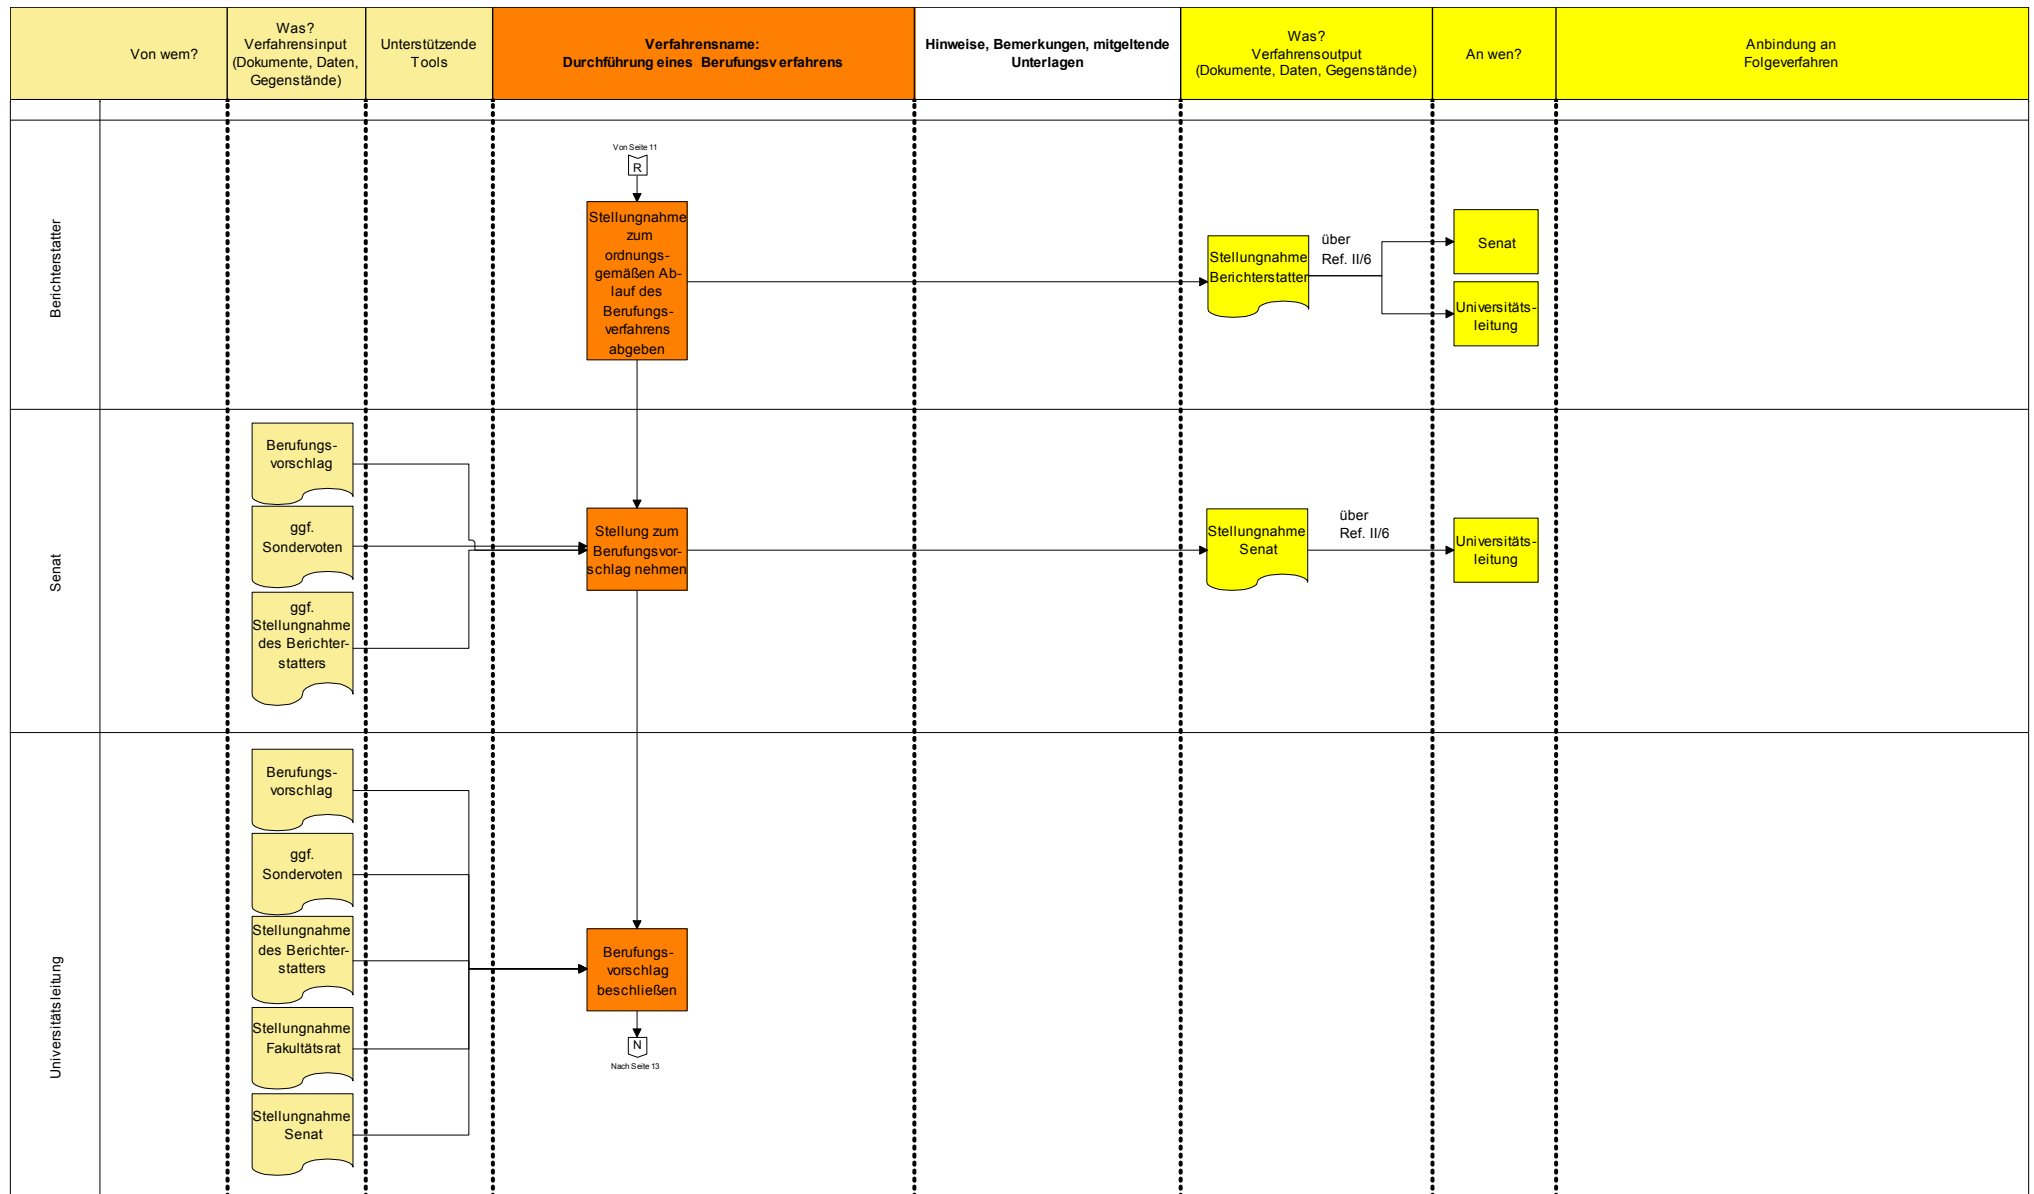 Von wem?
Was?
Verfahrensinput
(Dokumente, Daten,
Gegenstände)
Unterstützende
Tools
Verfahrensname:
Durchführung eines Berufungsverfahrens
Hinweise, Bemerkungen, mitgeltende
Unterlagen
Was?
Verfahrensoutput
(Dokumente, Daten, Gegenstände)
An wen?
Anbindung an
Folgeverfahren
Berichterstatter
Von Seite 11
R
Stellungnahme
zum
ordnungs-
gemäßen Ab-
lauf des
Berufungs-
verfahrens
abgeben
Stellungnahme
Berichterstatter
über
Ref. II/6
Senat
Universitäts-
leitung
Senat
Berufungs-
vorschlag
ggf.
Sondervoten
ggf.
Stellungnahme
des Berichter-
statters
Stellung zum
Berufungsvor-
schlag nehmen
Stellungnahme
Senat
über
Ref. II/6
Universitäts-
leitung
Universitätsleitung
Berufungs-
vorschlag
ggf.
Sondervoten
Stellungnahme
des Berichter-
statters
Stellungnahme
Fakultätsrat
Stellungnahme
Senat
Berufungs-
vorschlag
beschließen
N
Nach Seite 13